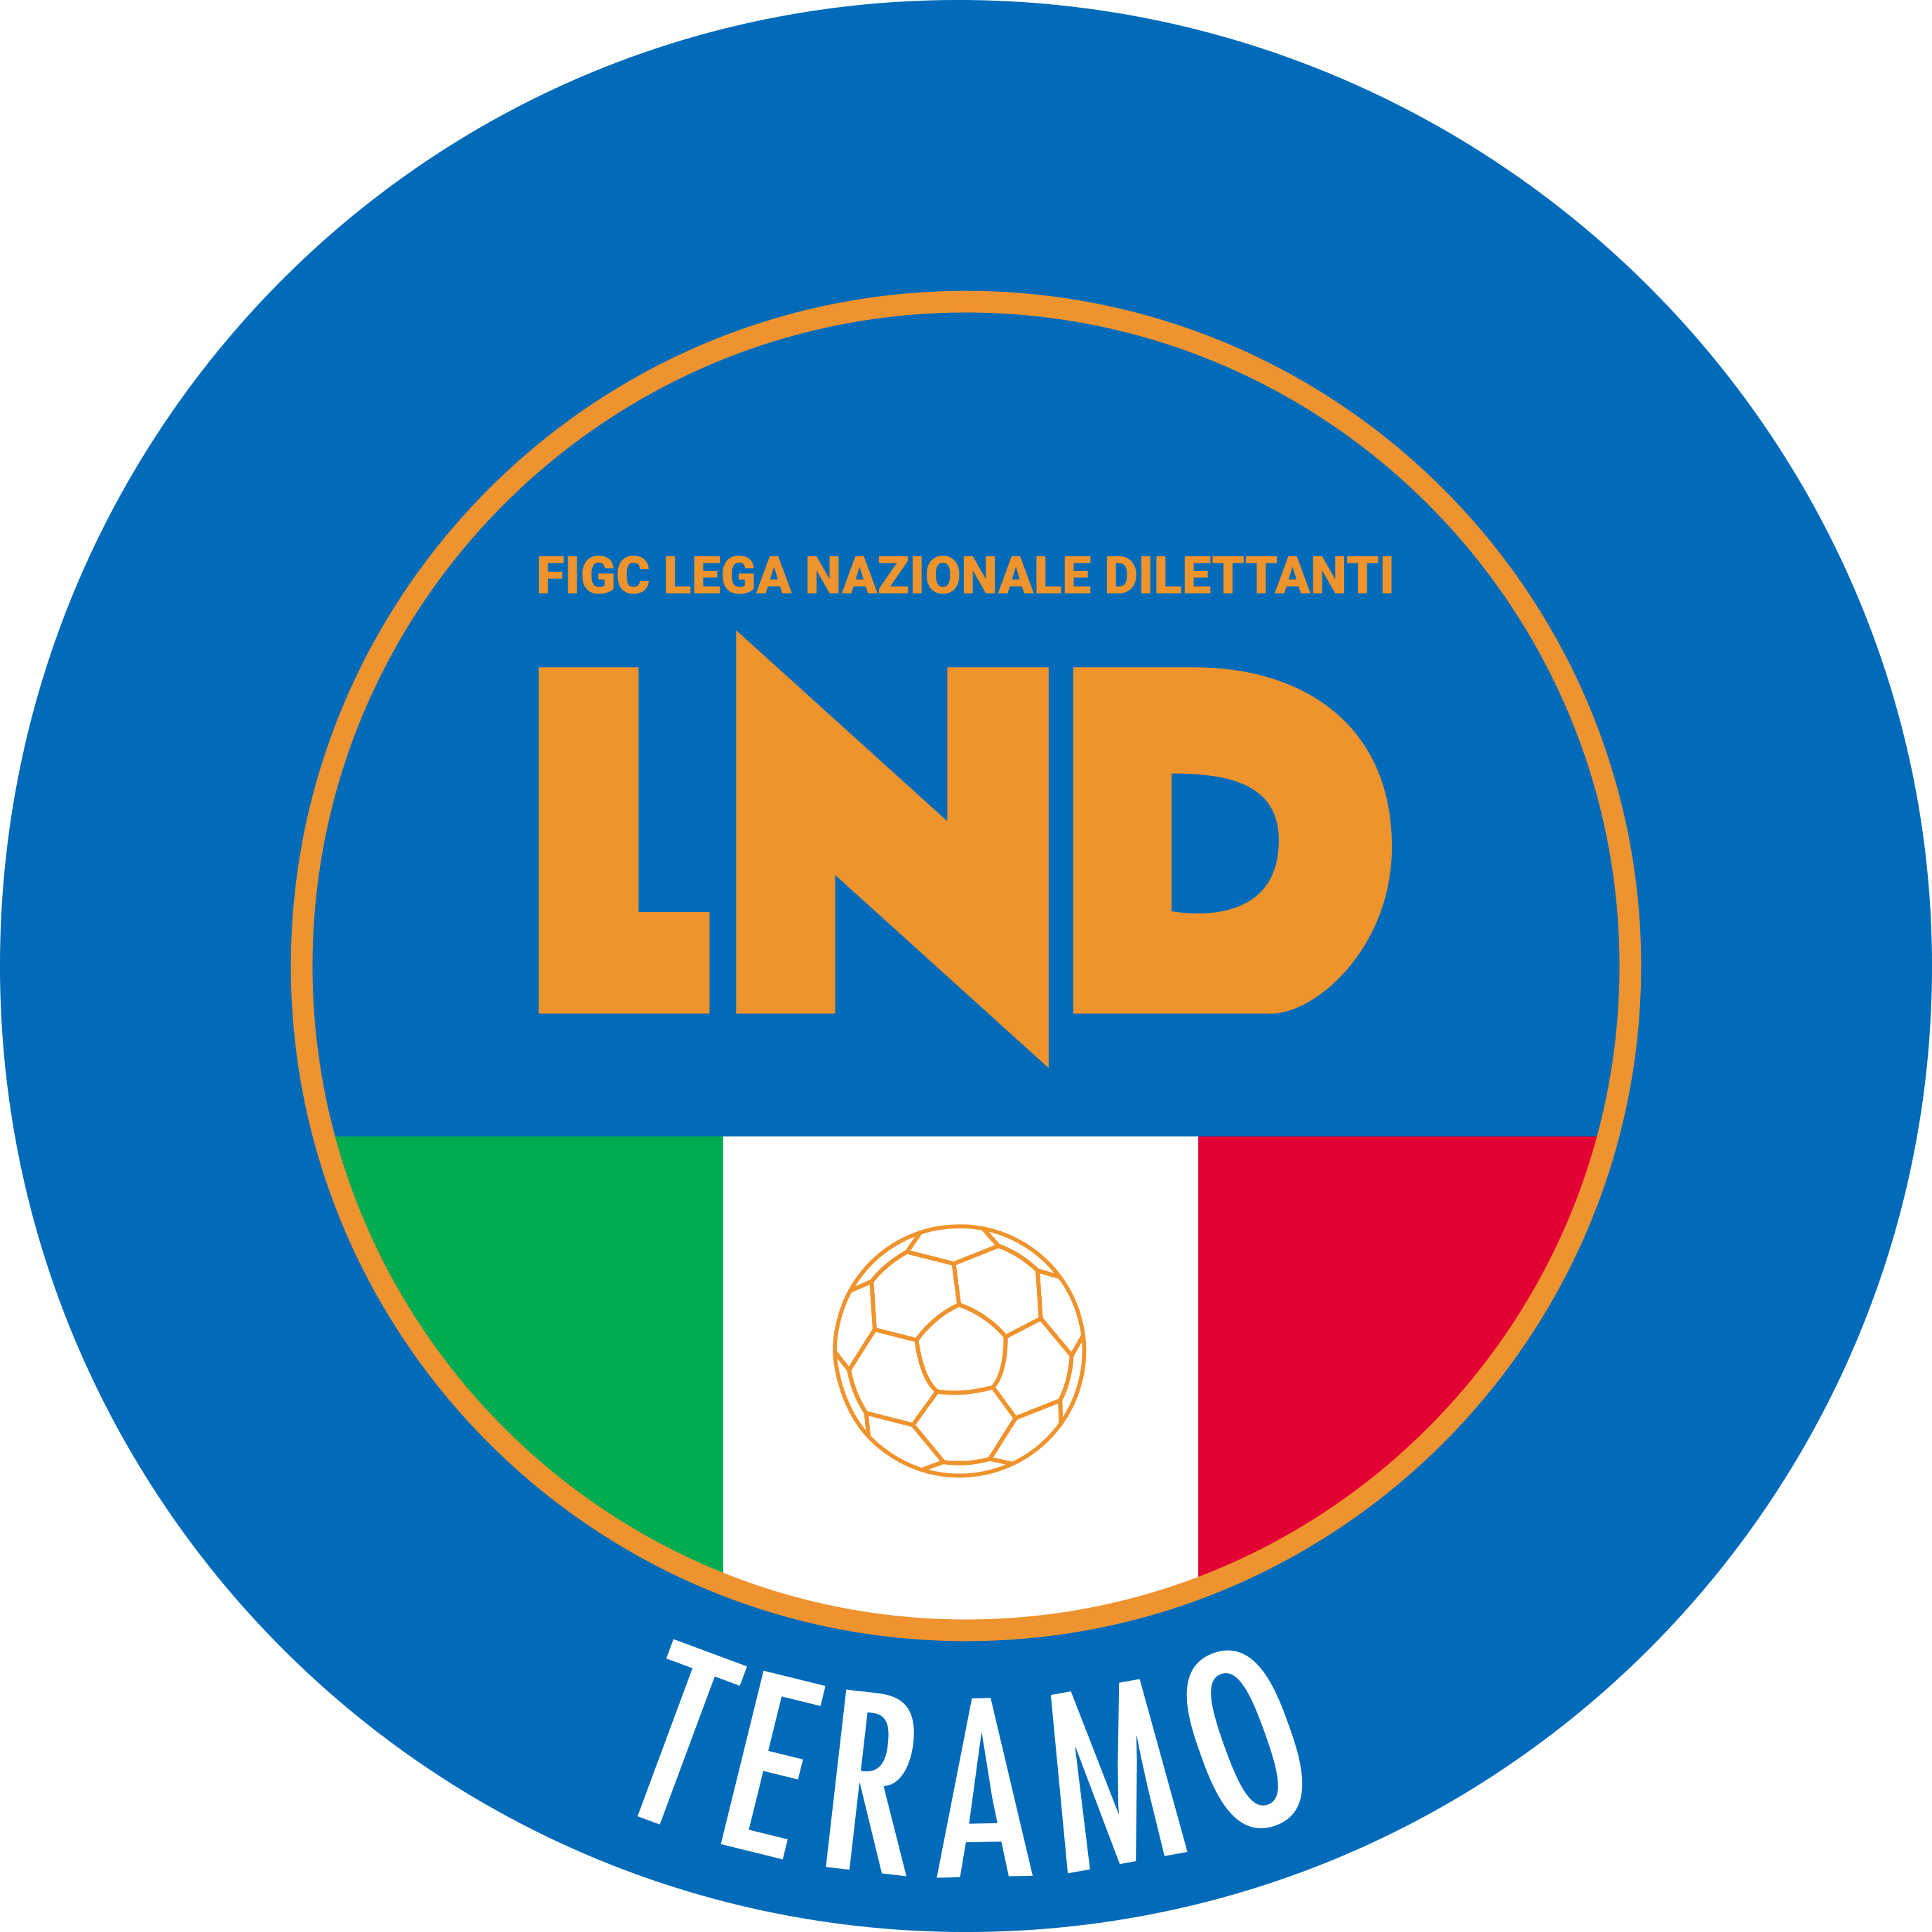 FIGC LEGA NAZIONALE DILETTANTI
LND
TERAMO